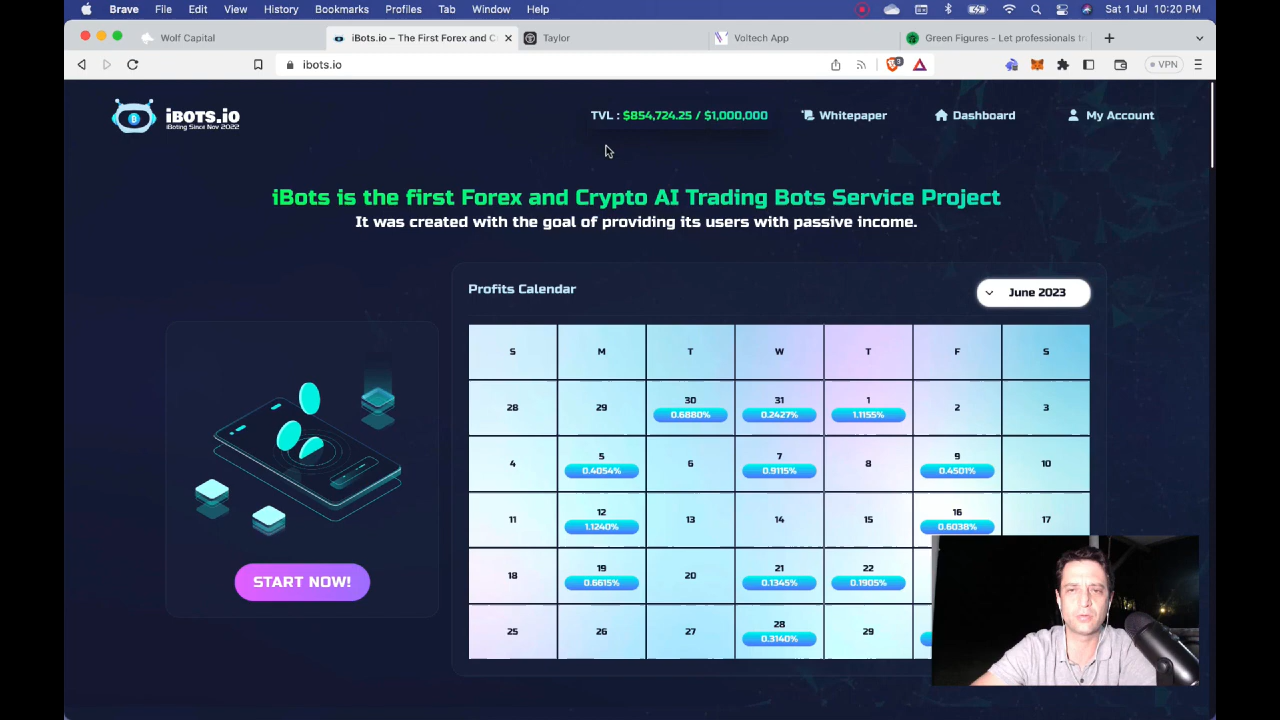 Brave File Edit View History Bookmarks Profiles Tab Window Help Sat 1 Jul 10:20 PM
Wolf Capital iBots.io – The First Forex and C Taylor Voltech App Green Figures - Let professionals tr
ibots.io 3 VPN
iBOTS.iO
iBoting Since Nov 2022
TVL : $854,724.25 / $1,000,000 Whitepaper Dashboard My Account
iBots is the first Forex and Crypto AI Trading Bots Service Project
It was created with the goal of providing its users with passive income.
Profits Calendar June 2023
S M T W T F S
28 29 30 31 1 2 3
0.6880% 0.2427% 1.1155%
4 5 6 7 8 9 10
0.4054% 0.9115% 0.4501%
11 12 13 14 15 16 17
1.1240% 0.6038%
18 19 20 21 22
0.6615% 0.1345% 0.1905%
25 26 27 28 29
0.3140%
START NOW!